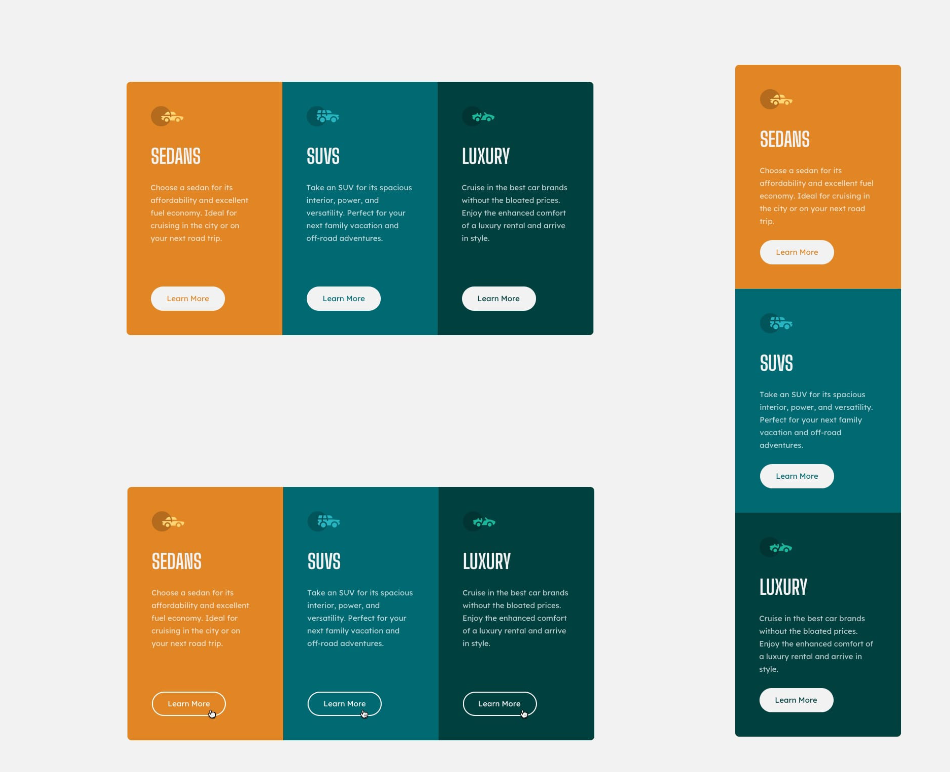 SEDANS
Choose a sedan for its
affordability and excellent
fuel economy. Ideal for
cruising in the city or on
your next road trip.
Learn More
SUVS
Take an SUV for its spacious
interior, power, and
versatility. Perfect for your
next family vacation and
off-road adventures.
Learn More
LUXURY
Cruise in the best car brands
without the bloated prices.
Enjoy the enhanced comfort
of a luxury rental and arrive
in style.
Learn More
SEDANS
Choose a sedan for its
affordability and excellent
fuel economy. Ideal for
cruising in the city or on
your next road trip.
Learn More
SUVS
Take an SUV for its spacious
interior, power, and
versatility. Perfect for your
next family vacation and
off-road adventures.
Learn More
LUXURY
Cruise in the best car brands
without the bloated prices.
Enjoy the enhanced comfort
of a luxury rental and arrive
in style.
Learn More
SEDANS
Choose a sedan for its
affordability and excellent fuel
economy. Ideal for cruising in
the city or on your next road
trip.
Learn More
SUVS
Take an SUV for its spacious
interior, power, and versatility.
Perfect for your next family
vacation and off-road
adventures.
Learn More
LUXURY
Cruise in the best car brands
without the bloated prices.
Enjoy the enhanced comfort of
a luxury rental and arrive in
style.
Learn More